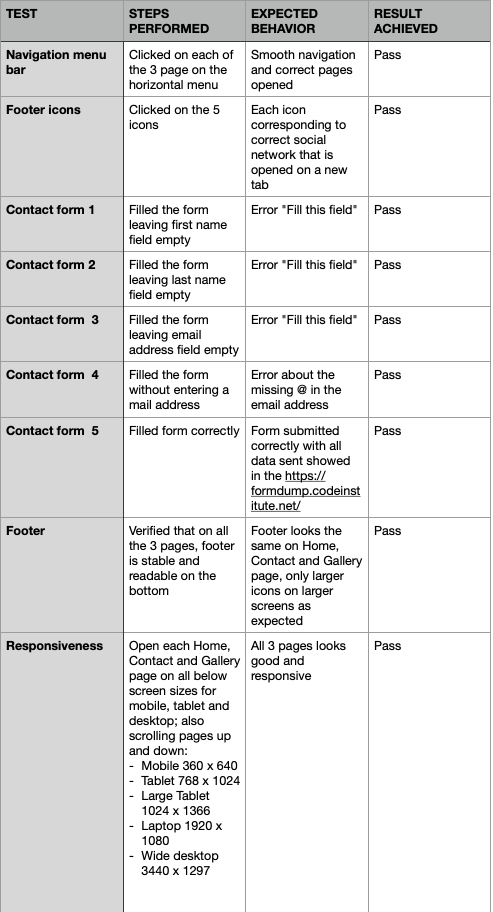 TEST
STEPS
PERFORMED
EXPECTED
BEHAVIOR
RESULT
ACHIEVED
Navigation menu
bar
Clicked on each of
the 3 page on the
horizontal menu
Smooth navigation
and correct pages
opened
Pass
Footer icons
Clicked on the 5
icons
Each icon
corresponding to
correct social
network that is
opened on a new
tab
Pass
Contact form 1
Filled the form
leaving first name
field empty
Error "Fill this field"
Pass
Contact form 2
Filled the form
leaving last name
field empty
Error "Fill this field"
Pass
Contact form  3
Filled the form
leaving email
address field empty
Error "Fill this field"
Pass
Contact form  4
Filled the form
without entering a
mail address
Error about the
missing @ in the
email address
Pass
Contact form  5
Filled form correctly
Form submitted
correctly with all
data sent showed
in the https://
formdump.codeinst
itute.net/
Pass
Footer
Verified that on all
the 3 pages, footer
is stable and
readable on the
bottom
Footer looks the
same on Home,
Contact and Gallery
page, only larger
icons on larger
screens as
expected
Pass
Responsiveness
Open each Home,
Contact and Gallery
page on all below
screen sizes for
mobile, tablet and
desktop; also
scrolling pages up
and down:
- Mobile 360 x 640
- Tablet 768 x 1024
- Large Tablet
1024 x 1366
- Laptop 1920 x
1080
- Wide desktop
3440 x 1297
All 3 pages looks
good and
responsive
Pass